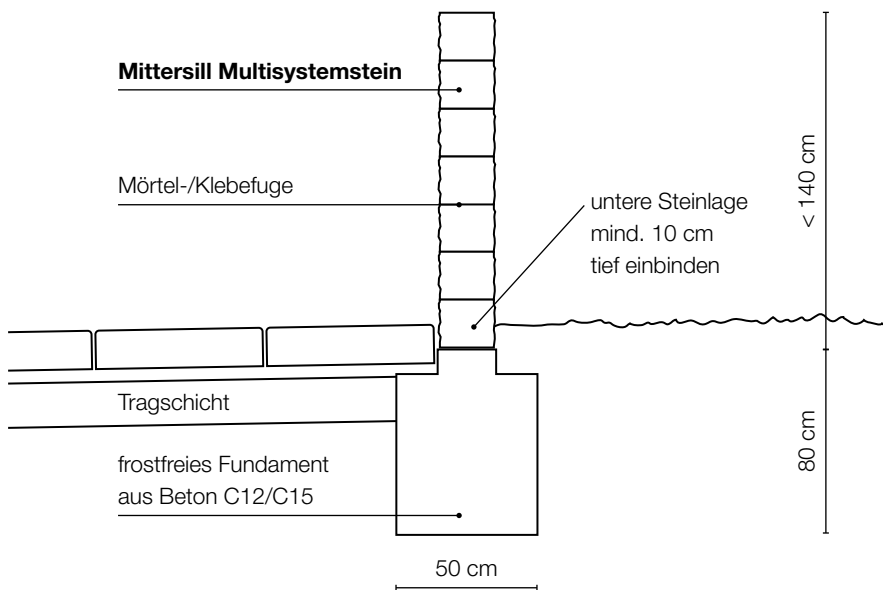 Mittersill Multisystemstein
Mörtel-/Klebefuge
untere Steinlage
mind. 10 cm
tief einbinden
< 140 cm
Tragschicht
frostfreies Fundament
aus Beton C12/C15
80 cm
50 cm